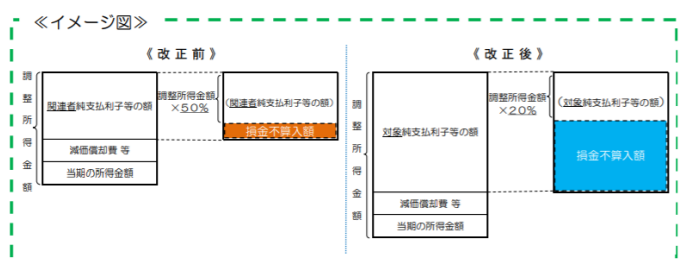 ≪イメージ図≫
《 改 正 前 》
調整所得金額
関連者純支払利子等の額
減価償却費 等
当期の所得金額
調整所得金額
×50%
(関連者純支払利子等の額)
損金不算入額
《 改 正 後 》
調整所得金額
対象純支払利子等の額
減価償却費 等
当期の所得金額
調整所得金額
×20%
(対象純支払利子等の額)
損金不算入額